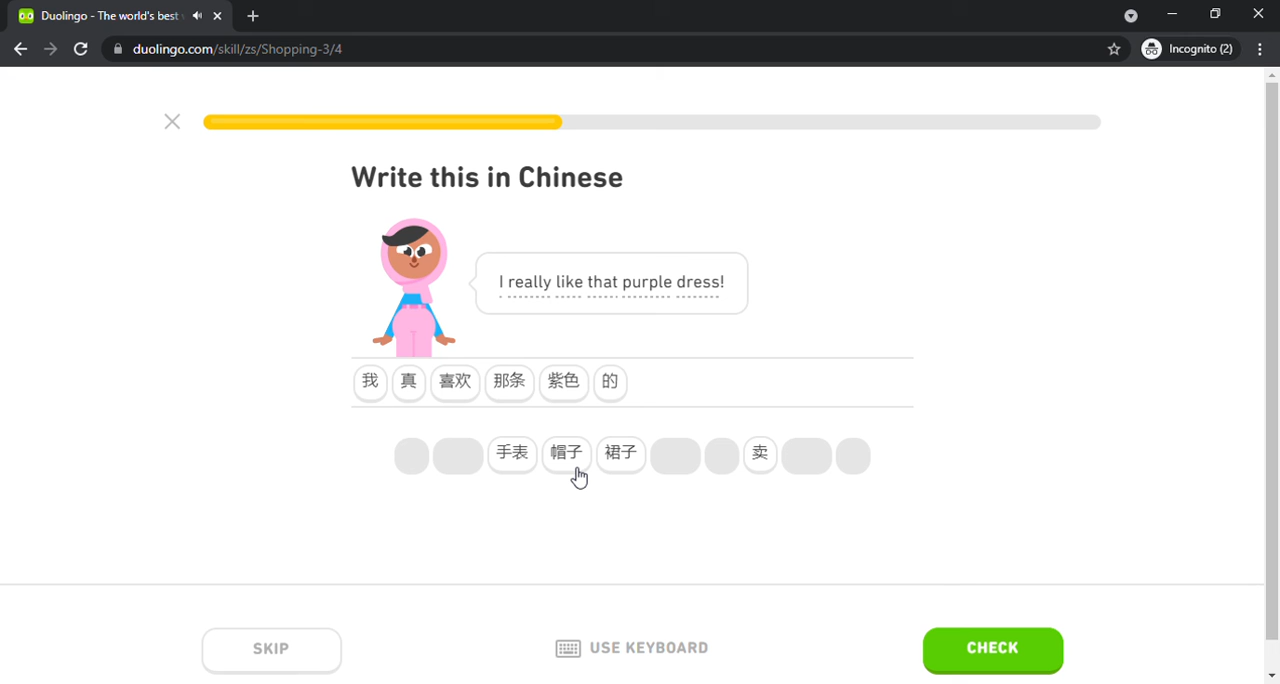 Duolingo - The world's best
duolingo.com/skill/zs/Shopping-3/4
Incognito (2)
Write this in Chinese
I really like that purple dress!
我 真 喜欢 那条 紫色 的
手表 帽子 裙子 卖
SKIP
USE KEYBOARD
CHECK